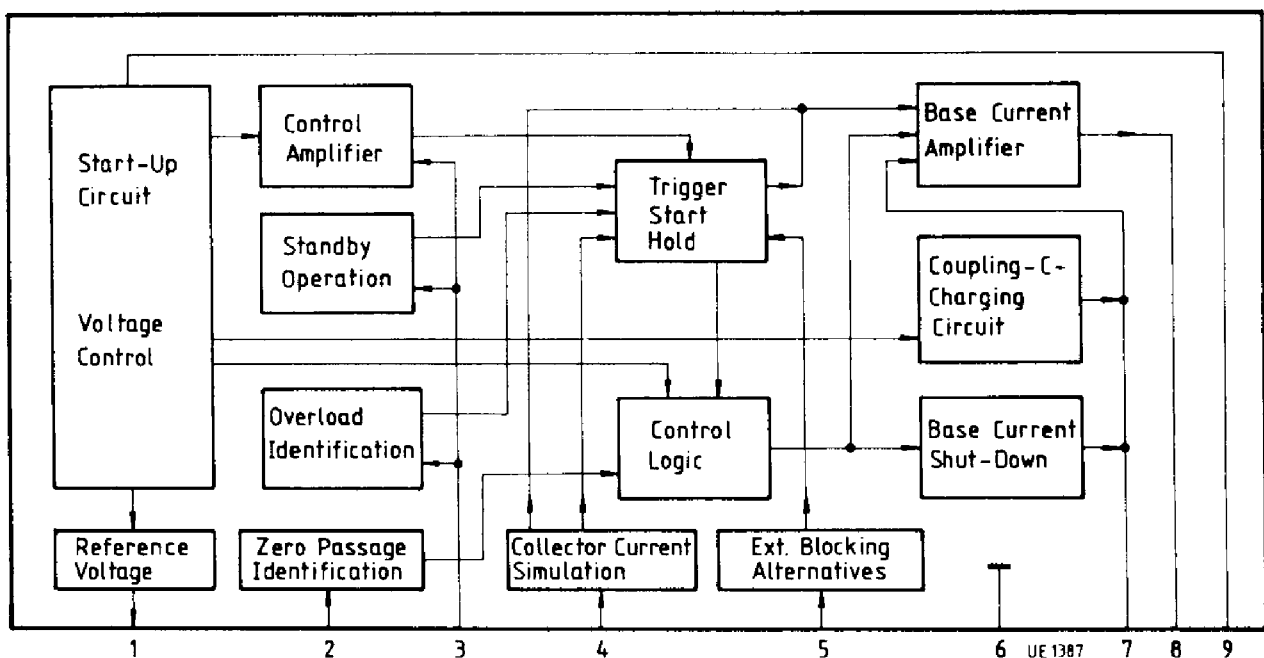 Start-Up
Circuit
Voltage
Control
Control
Amplifier
Standby
Operation
Overload
Identification
Trigger
Start
Hold
Control
Logic
Base Current
Amplifier
Coupling-C-
Charging
Circuit
Base Current
Shut-Down
Reference
Voltage
Zero Passage
Identification
Collector Current
Simulation
Ext. Blocking
Alternatives
1 2 3 4 5 6 UE 1387 7 8 9